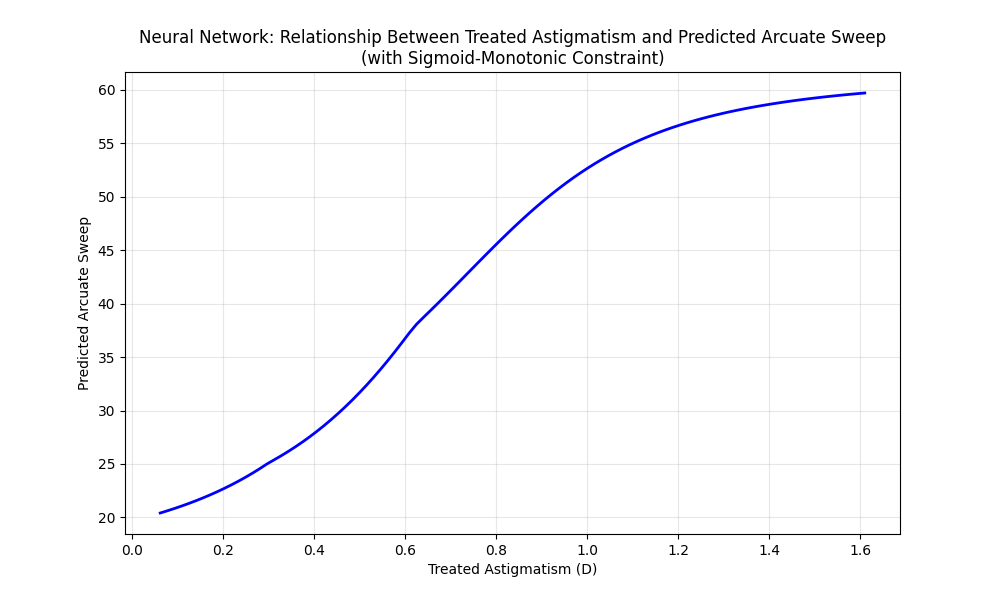 Neural Network: Relationship Between Treated Astigmatism and Predicted Arcuate Sweep
(with Sigmoid-Monotonic Constraint)
60
55
50
45
40
35
30
25
20
Predicted Arcuate Sweep
0.0 0.2 0.4 0.6 0.8 1.0 1.2 1.4 1.6
Treated Astigmatism (D)